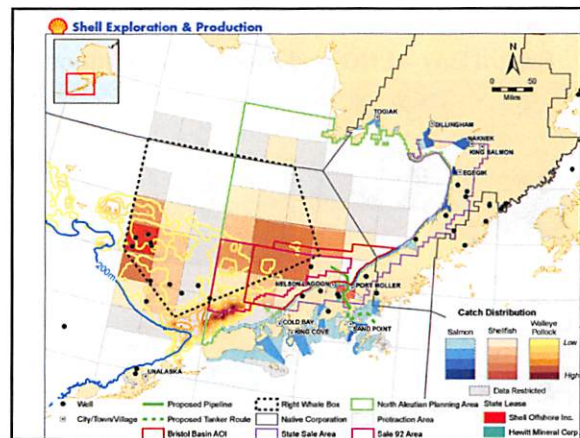 Shell Exploration & Production
N
0 50
Miles
TOGIAK
DILLINGHAM
NAKNEK
KING SALMON
EGEGIK
200m
NELSON LAGOON
PORT MOLLER
COLD BAY
KING COVE
SAND POINT
UNALASKA
Catch Distribution
Salmon
Shellfish
Walleye
Pollock
Low
High
Data Restricted
Well
City/Town/Village
Proposed Pipeline
Proposed Tanker Route
Bristol Basin AOI
Right Whale Box
Native Corporation
State Sale Area
North Aleutian Planning Area
Protraction Area
Sale 92 Area
State Lease
Shell Offshore Inc.
Hewitt Mineral Corp.